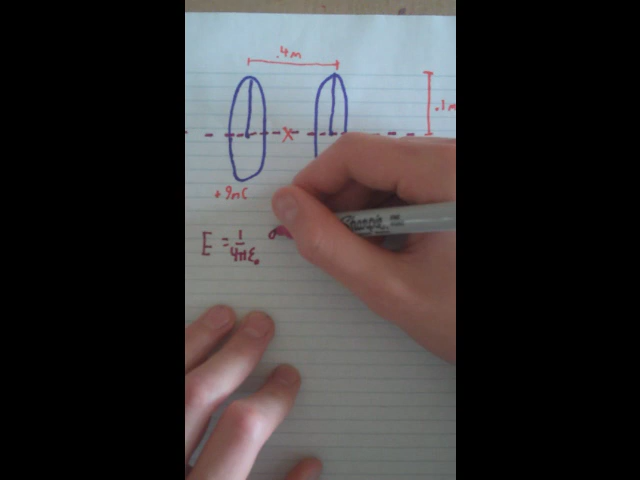 .4m
.1m
+9nC
E = 1/4πε₀